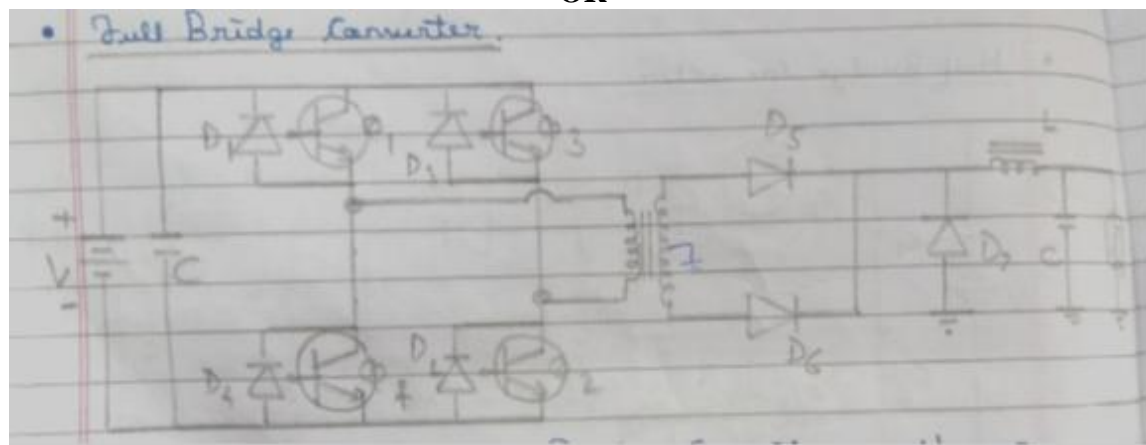 OR
• Full Bridge Converter.
D1 Q1 D3 Q3 D5 L
+
V C
-
T D7 C
D4 Q4 D2 Q2 D6